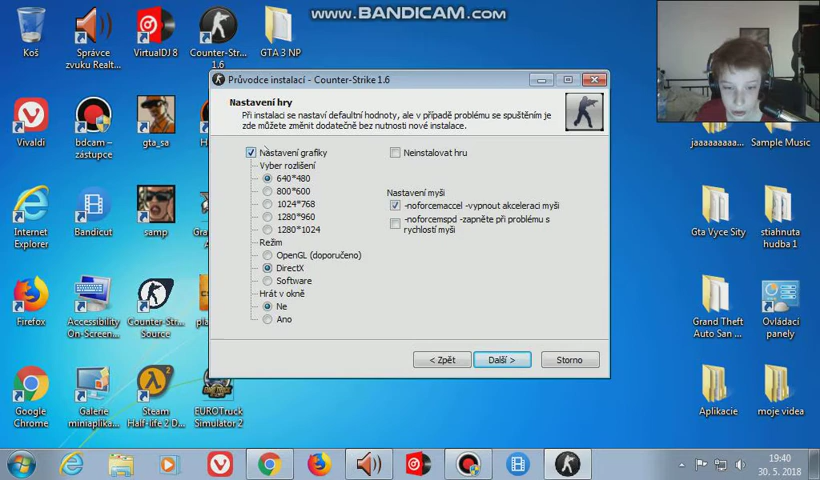 www.BANDICAM.com
Koš
Správce
zvuku Realt...
VirtualDJ 8
Counter-Str...
1.6
GTA 3 NP
Průvodce instalací - Counter-Strike 1.6
Nastavení hry
Při instalaci se nastaví defaultní hodnoty, ale v případě problému se spuštěním je
zde můžete změnit dodatečně bez nutnosti nové instalace.
Nastavení grafiky
Vyber rozlišení
640*480
800*600
1024*768
1280*960
1280*1024
Režim
OpenGL (doporučeno)
DirectX
Software
Hrát v okně
Ne
Ano
Neinstalovat hru
Nastavení myši
-noforcemaccel -vypnout akceleraci myši
-noforcemspd -zapněte při problému s
rychlostí myši
< Zpět
Další >
Storno
Vivaldi
bdcam –
zástupce
gta_sa
Sample Music
Internet
Explorer
Bandicut
samp
Gta Vyce Sity
stiahnuta
hudba 1
Firefox
Accessibility
On-Screen...
Counter-Str...
Source
Grand Theft
Auto San ...
Ovládací
panely
Google
Chrome
Galerie
miniaplika...
Steam
Half-life 2 D...
EUROTruck
Simulator 2
Aplikacie
moje videa
19:40
30. 5. 2018